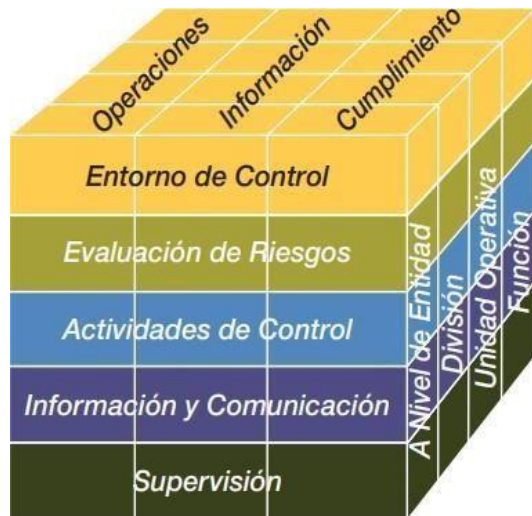 Operaciones
Información
Cumplimiento
Entorno de Control
Evaluación de Riesgos
Actividades de Control
Información y Comunicación
Supervisión
A Nivel de Entidad
División
Unidad Operativa
Función